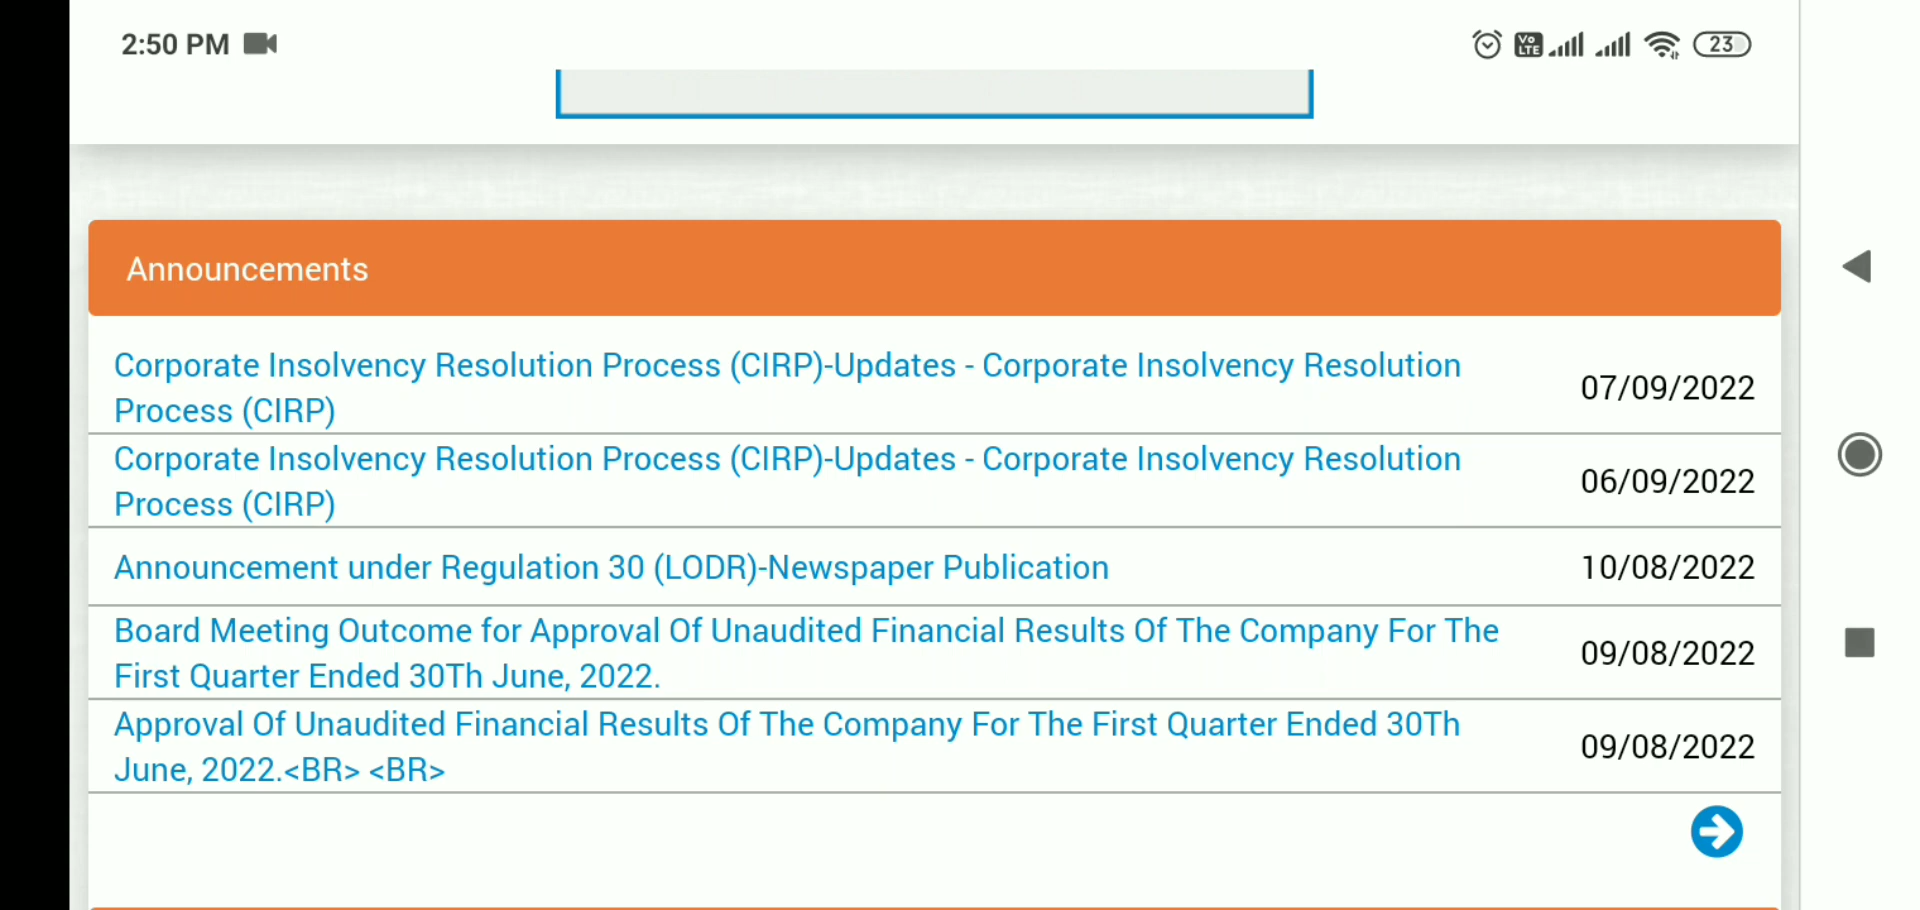 2:50 PM
Vo LTE
23
Announcements
Corporate Insolvency Resolution Process (CIRP)-Updates - Corporate Insolvency Resolution
Process (CIRP)
07/09/2022
Corporate Insolvency Resolution Process (CIRP)-Updates - Corporate Insolvency Resolution
Process (CIRP)
06/09/2022
Announcement under Regulation 30 (LODR)-Newspaper Publication
10/08/2022
Board Meeting Outcome for Approval Of Unaudited Financial Results Of The Company For The
First Quarter Ended 30Th June, 2022.
09/08/2022
Approval Of Unaudited Financial Results Of The Company For The First Quarter Ended 30Th
June, 2022.<BR> <BR>
09/08/2022